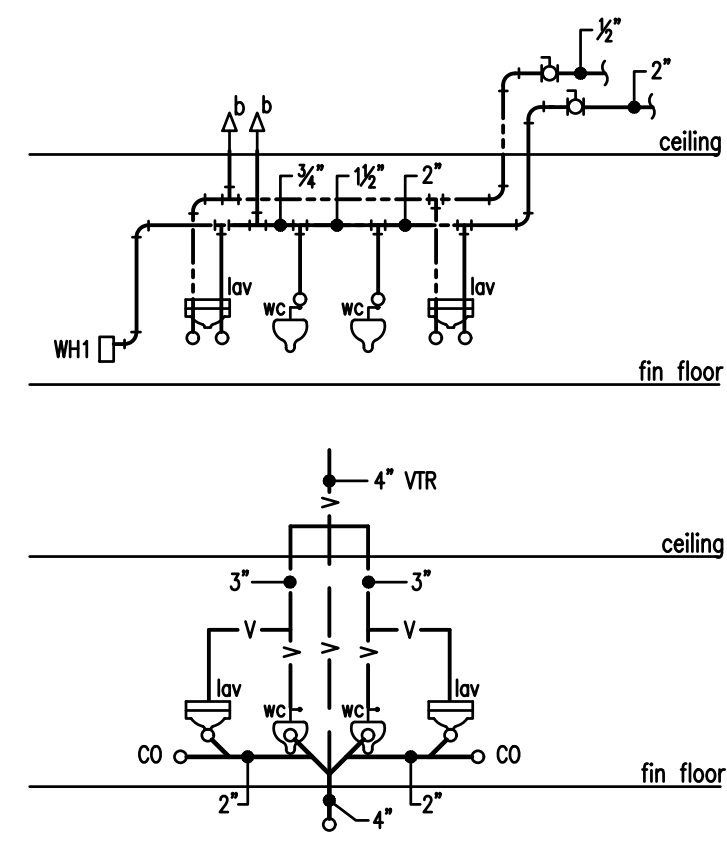 ½"
2"
b b
ceiling
¾" 1½" 2"
lav lav
WC WC
WH1
fin floor
4" VTR
V
ceiling
3" 3"
V V
V V V
lav lav
WC WC
CO CO
fin floor
2" 2"
4"